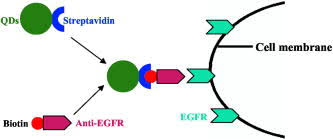 QDs
Streptavidin
Cell membrane
Biotin
Anti-EGFR
EGFR